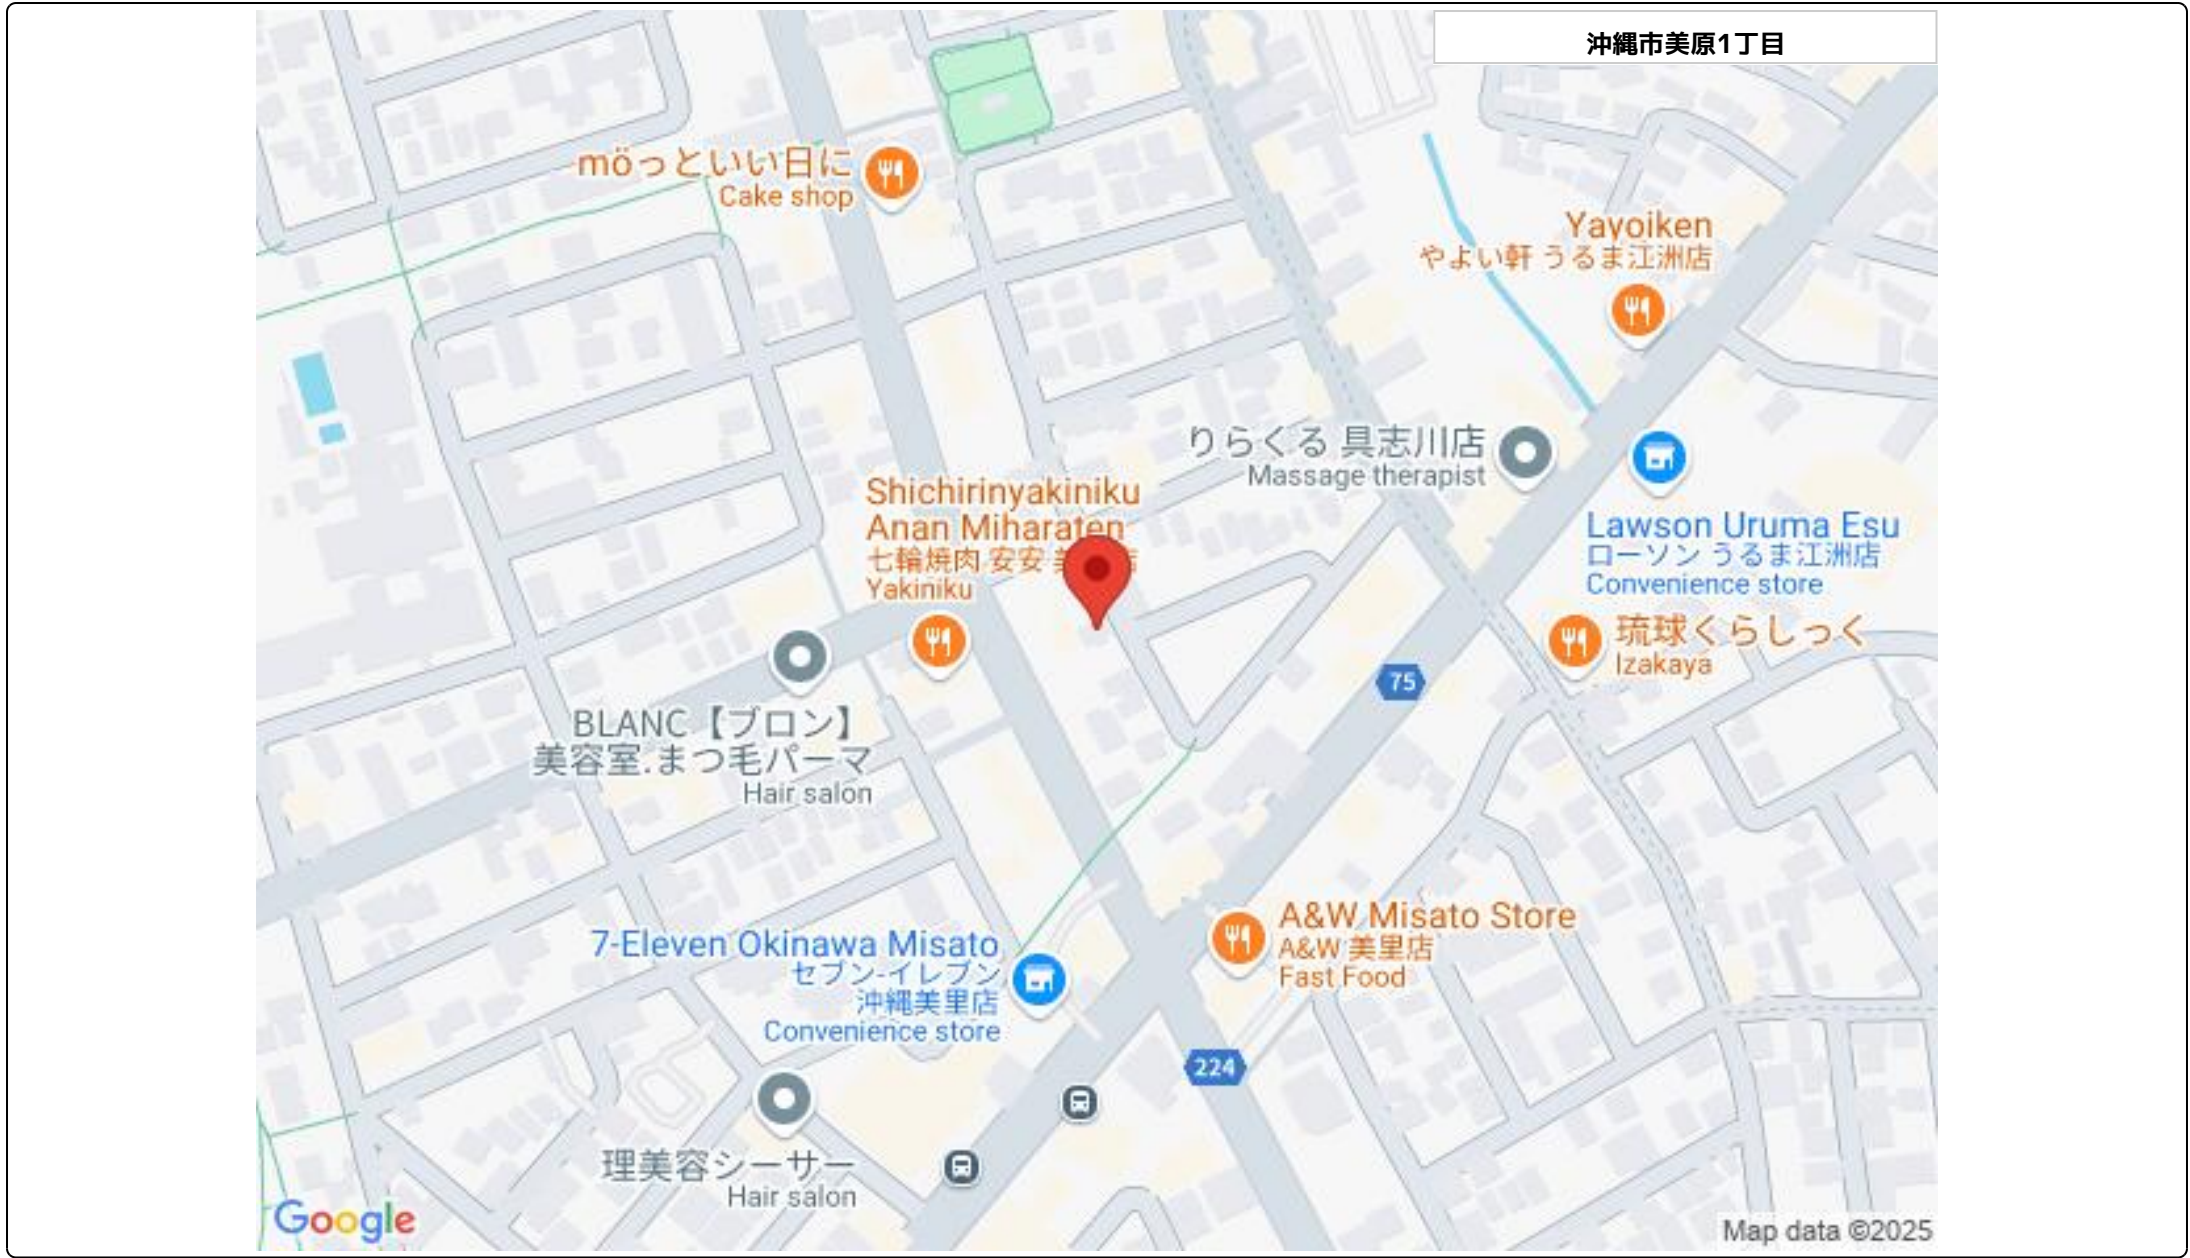 沖縄市美原1丁目
möっといい日に
Cake shop
Yayoiken
やよい軒 うるま江洲店
りらくる 具志川店
Massage therapist
Shichirinyakiniku
Anan Miharaten
七輪焼肉 安安
Yakiniku
Lawson Uruma Esu
ローソン うるま江洲店
Convenience store
琉球くらしっく
Izakaya
75
BLANC【ブロン】
美容室.まつ毛パーマ
Hair salon
A&W Misato Store
A&W 美里店
Fast Food
7-Eleven Okinawa Misato
セブン-イレブン
沖縄美里店
Convenience store
224
理美容シーサー
Hair salon
Google
Map data ©2025